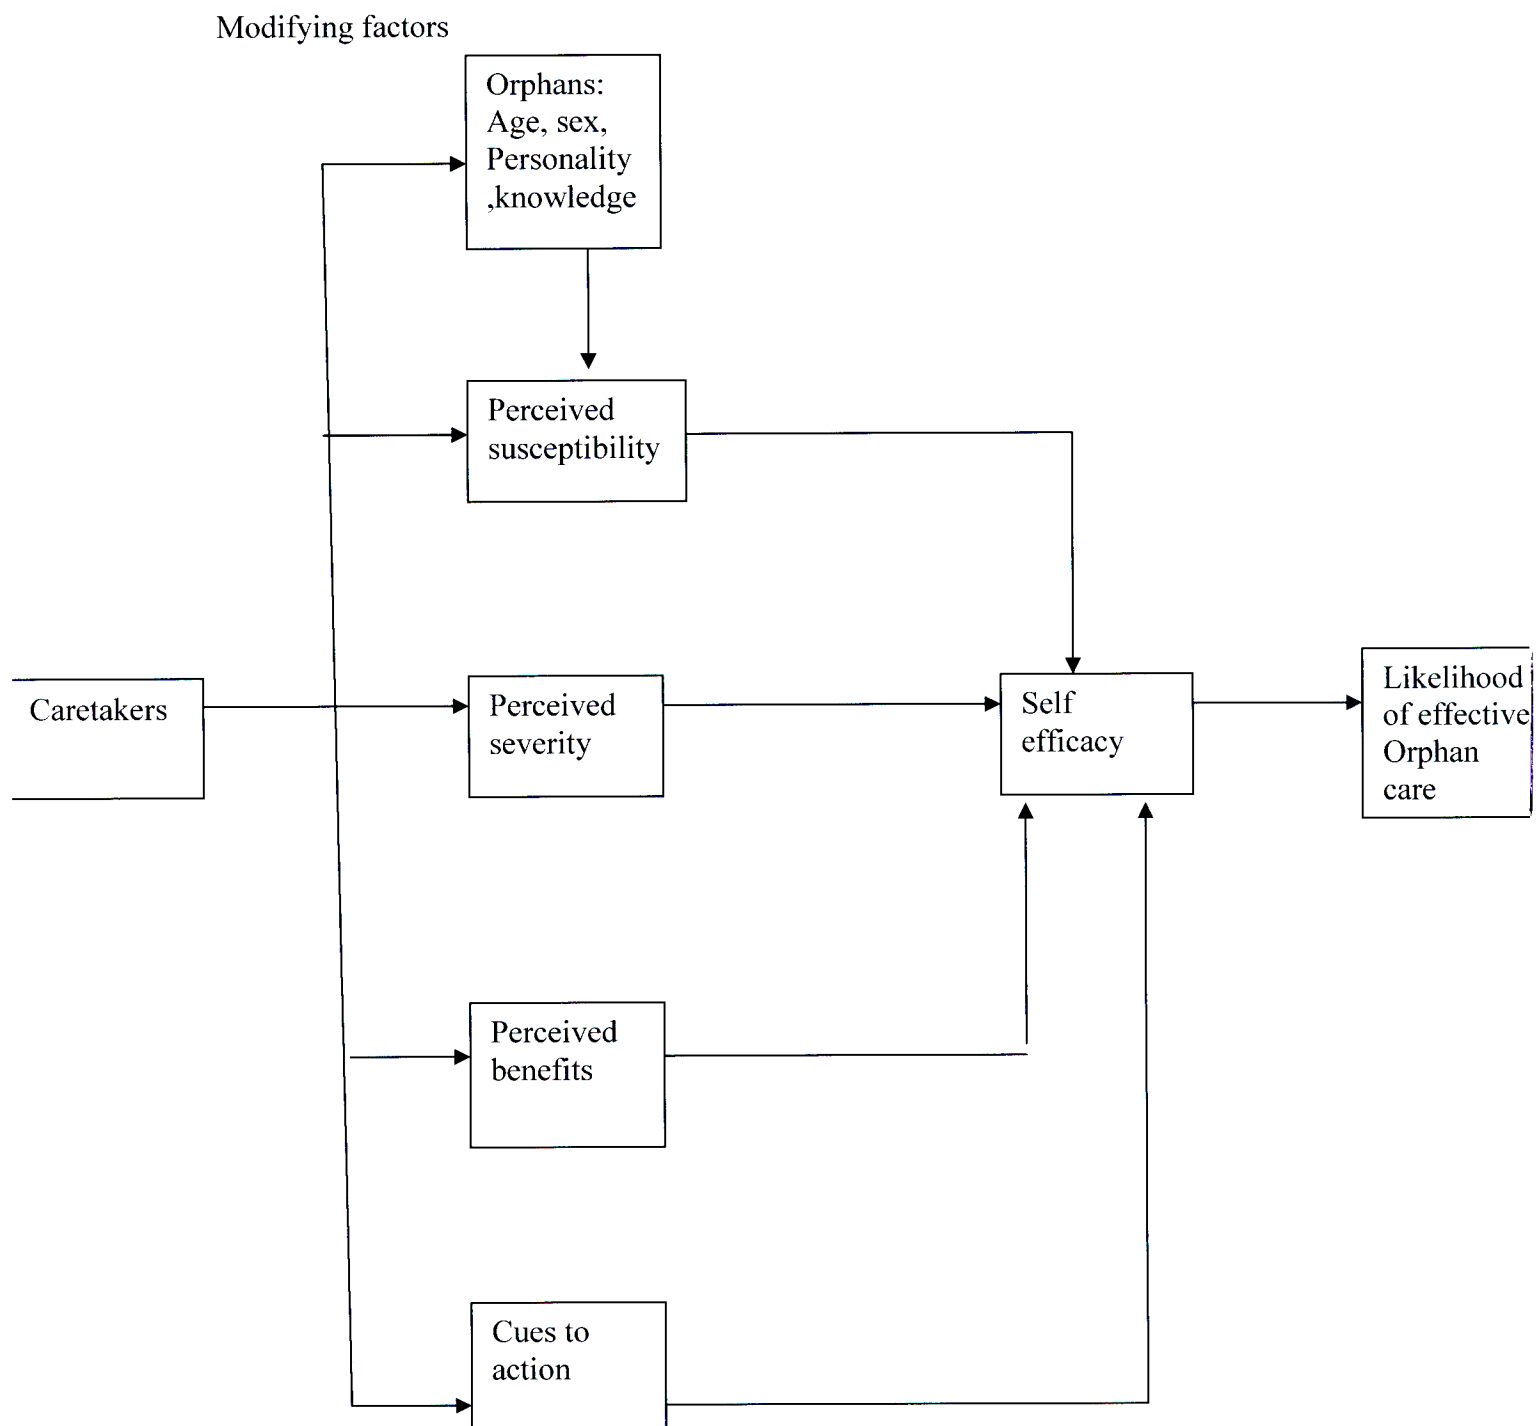 Modifying factors
Orphans:
Age, sex,
Personality
,knowledge
Perceived
susceptibility
Caretakers
Perceived
severity
Self
efficacy
Likelihood
of effective
Orphan
care
Perceived
benefits
Cues to
action